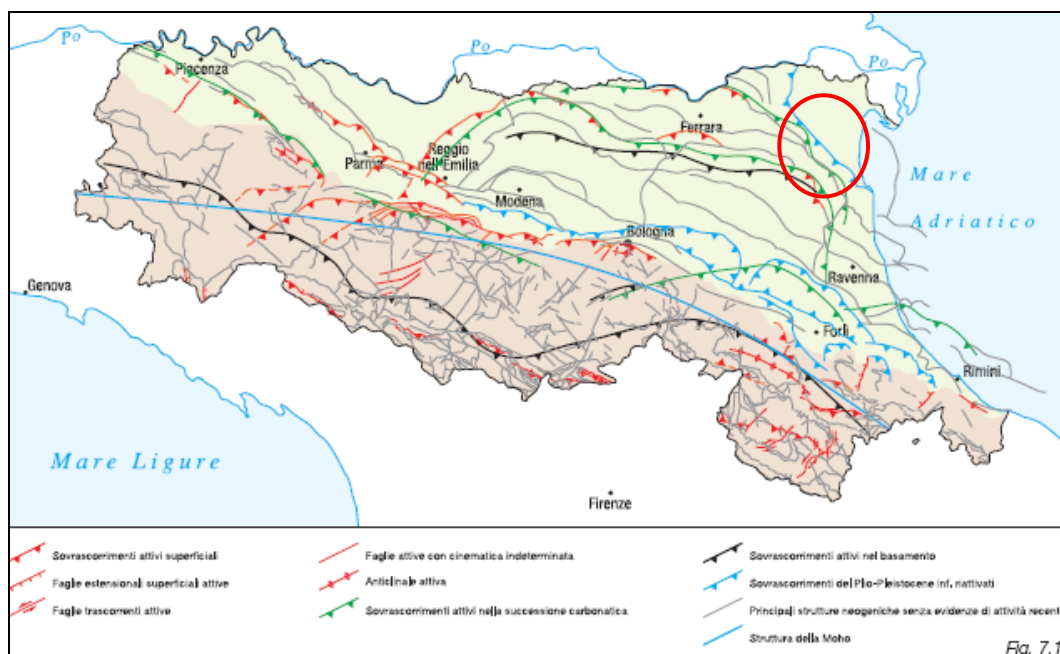 Po
Po
Po
Piacenza
Ferrara
Parma
Reggio
nell'Emilia
Modena
Mare
Adriatico
Bologna
Genova
Ravenna
Forlì
Rimini
Mare Ligure
Firenze
Sovrascorrimenti attivi superficiali
Faglie estensionali superficiali attive
Faglie trascorrenti attive
Faglie attive con cinematica indeterminata
Anticlinale attiva
Sovrascorrimenti attivi nella successione carbonatica
Sovrascorrimenti attivi nel basamento
Sovrascorrimenti del Plio-Pleistocene inf. riattivati
Principali strutture neogeniche senza evidenze di attività recent
Struttura della Moho
Fig. 7.1